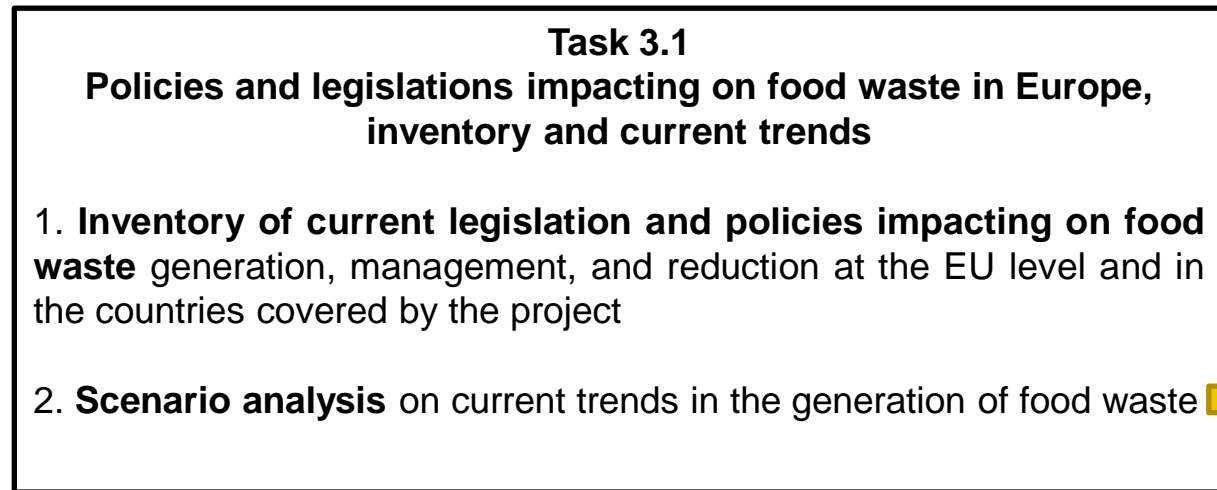 Task 3.1
Policies and legislations impacting on food waste in Europe,
inventory and current trends
1. Inventory of current legislation and policies impacting on food
waste generation, management, and reduction at the EU level and in
the countries covered by the project
2. Scenario analysis on current trends in the generation of food waste